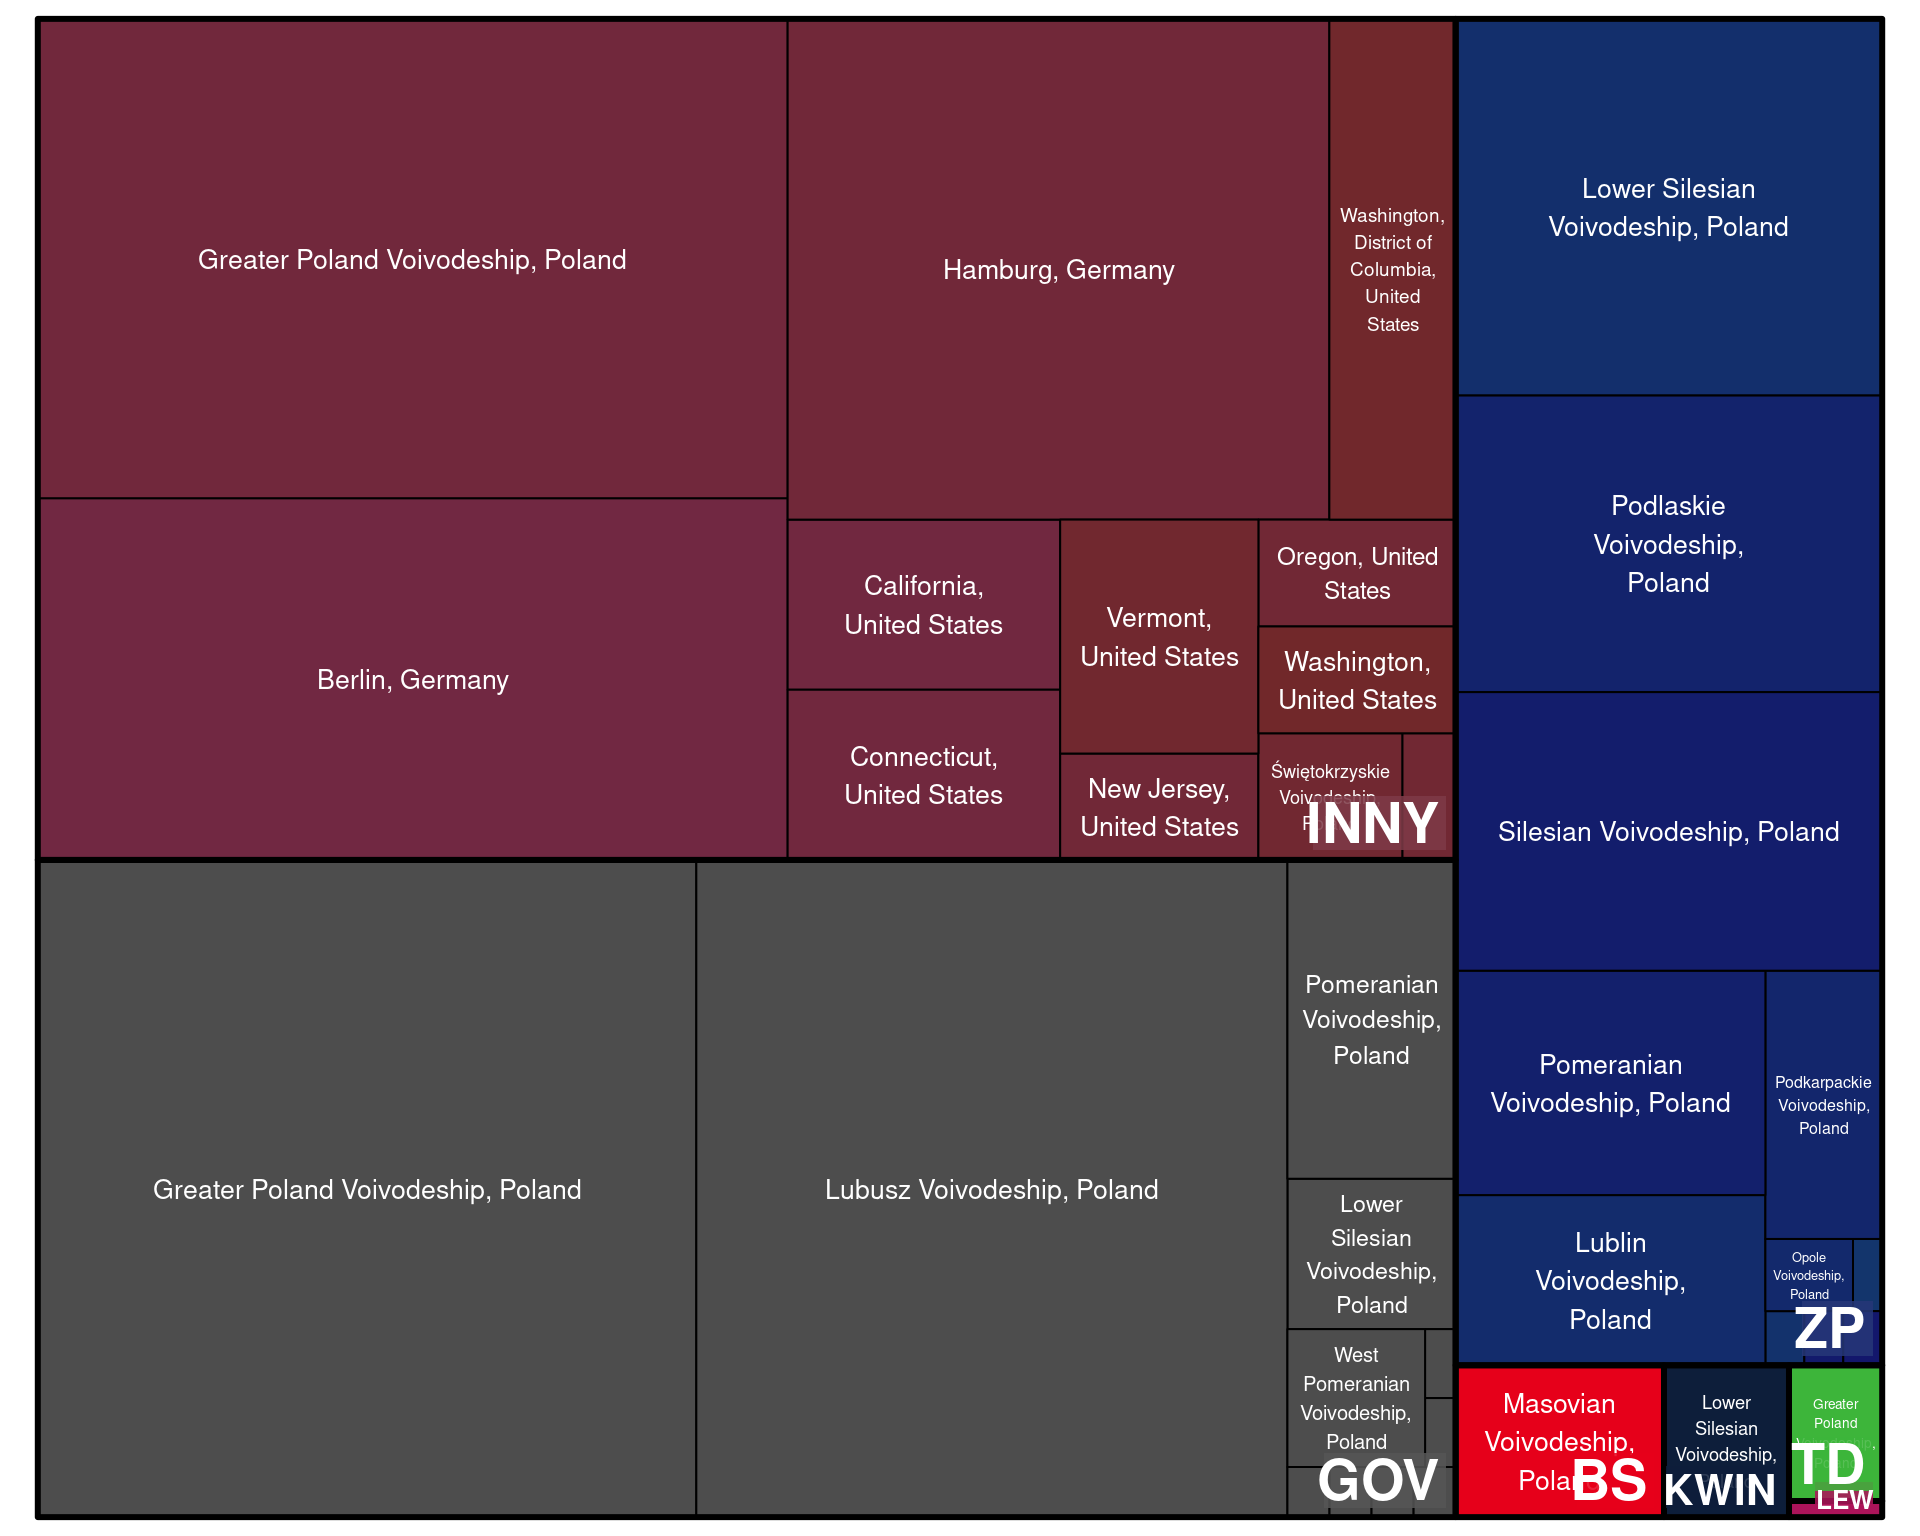 Greater Poland Voivodeship, Poland
Hamburg, Germany
Washington,
District of
Columbia,
United
States
Berlin, Germany
California,
United States
Connecticut,
United States
Vermont,
United States
New Jersey,
United States
Oregon, United
States
Washington,
United States
Świętokrzyskie
Voivodeship,
INNY
Greater Poland Voivodeship, Poland
Lubusz Voivodeship, Poland
Pomeranian
Voivodeship,
Poland
Lower
Silesian
Voivodeship,
Poland
West
Pomeranian
Voivodeship,
Poland
GOV
Lower Silesian
Voivodeship, Poland
Podlaskie
Voivodeship,
Poland
Silesian Voivodeship, Poland
Pomeranian
Voivodeship, Poland
Podkarpackie
Voivodeship,
Poland
Lublin
Voivodeship,
Poland
Opole
Voivodeship,
Poland
ZP
Masovian
Voivodeship,
Poland
BS
Lower
Silesian
Voivodeship,
KWIN
Greater
Poland
TD
LEW